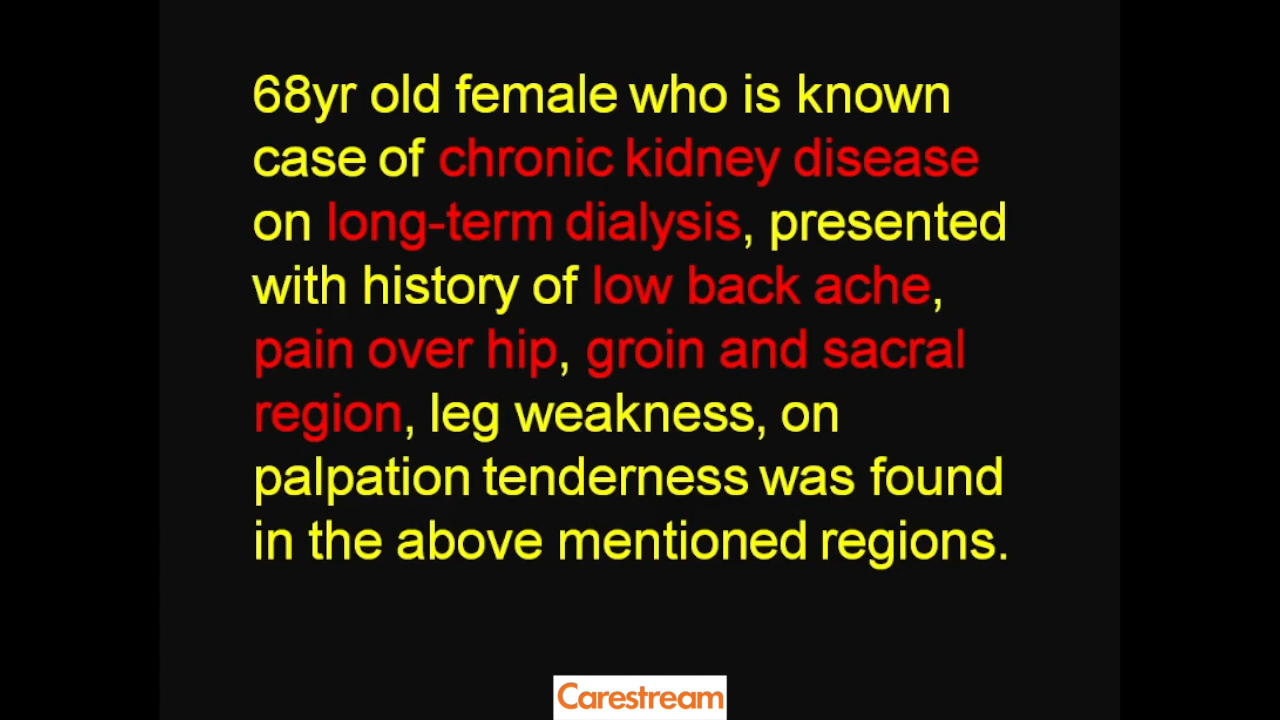 68yr old female who is known
case of chronic kidney disease
on long-term dialysis, presented
with history of low back ache,
pain over hip, groin and sacral
region, leg weakness, on
palpation tenderness was found
in the above mentioned regions.
Carestream